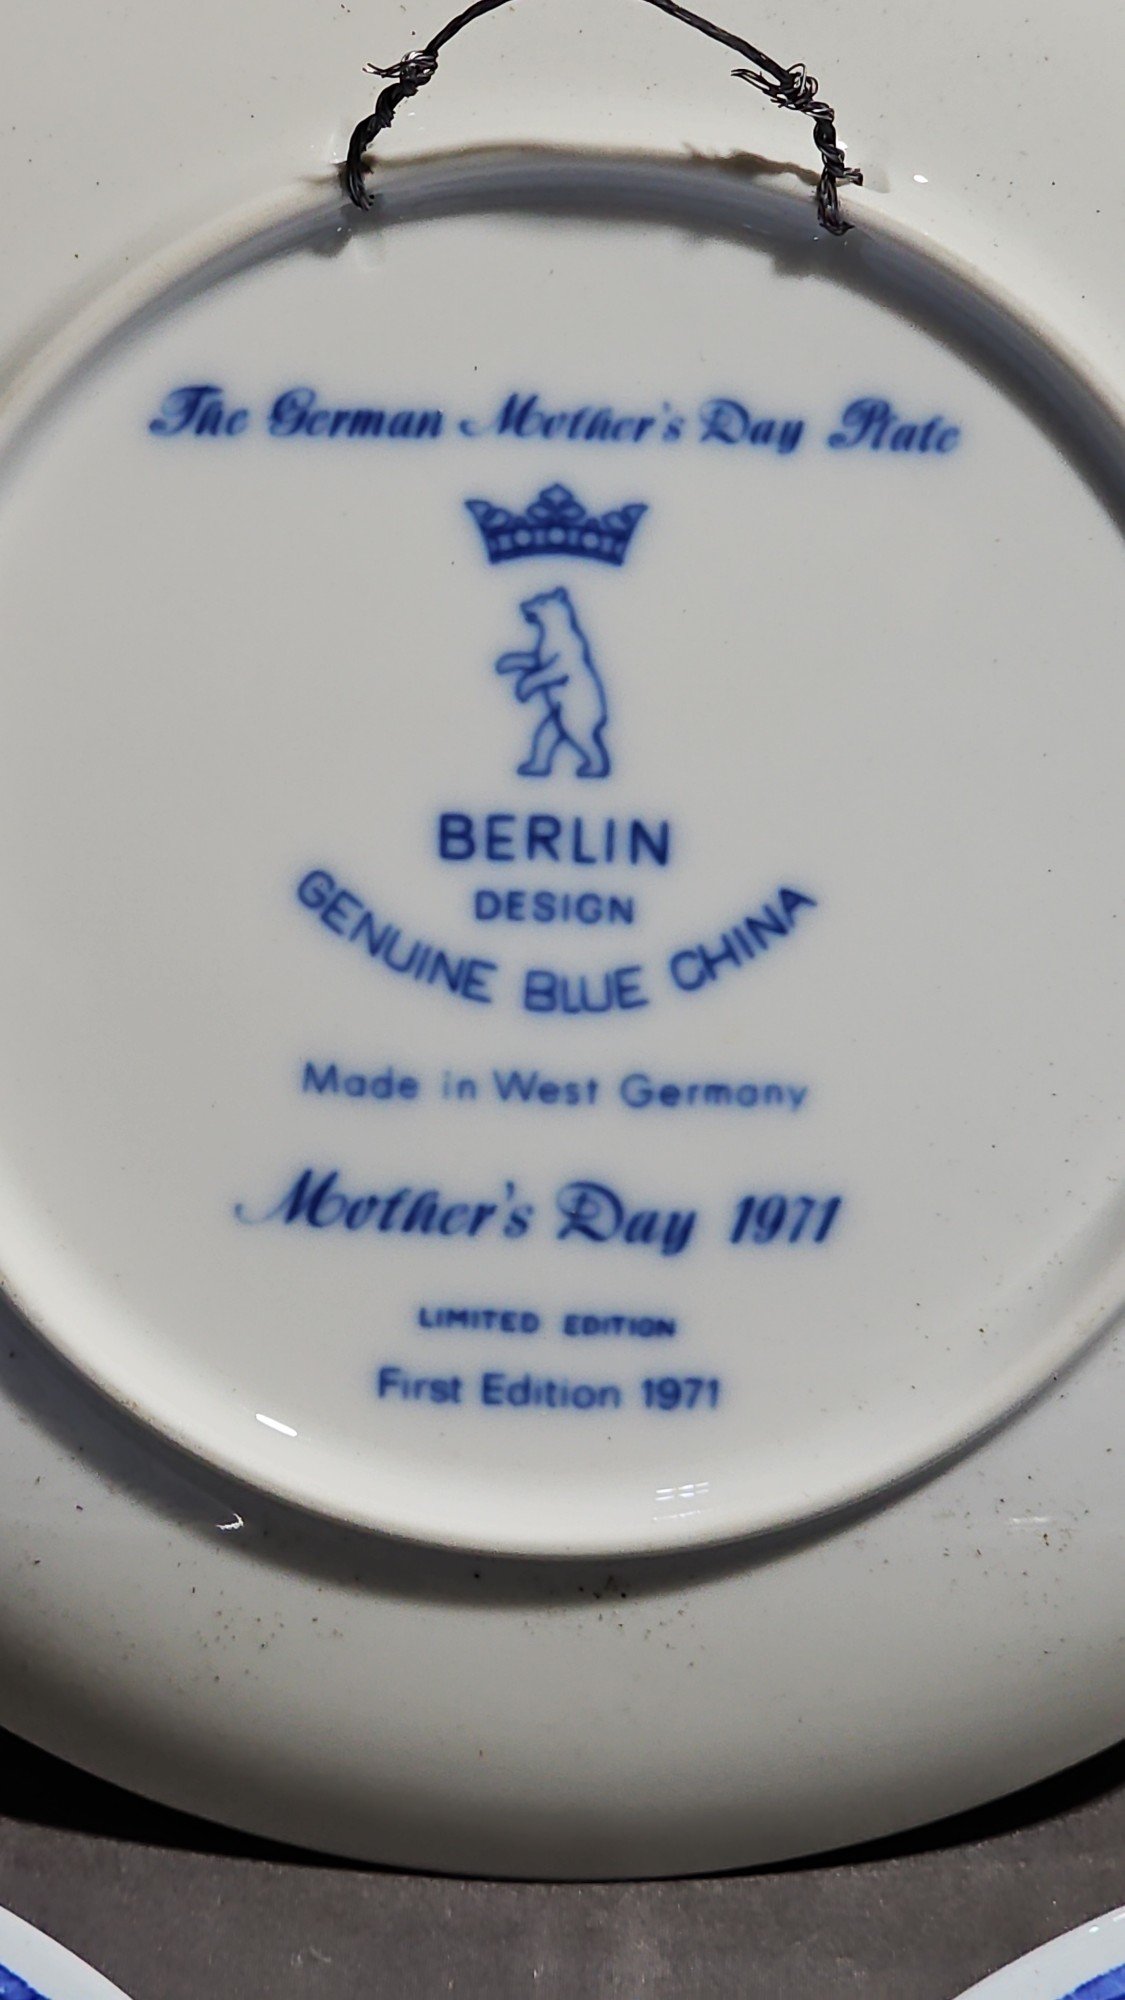 The German Mother's Day Plate
BERLIN
DESIGN
GENUINE BLUE CHINA
Made in West Germany
Mother's Day 1971
LIMITED EDITION
First Edition 1971